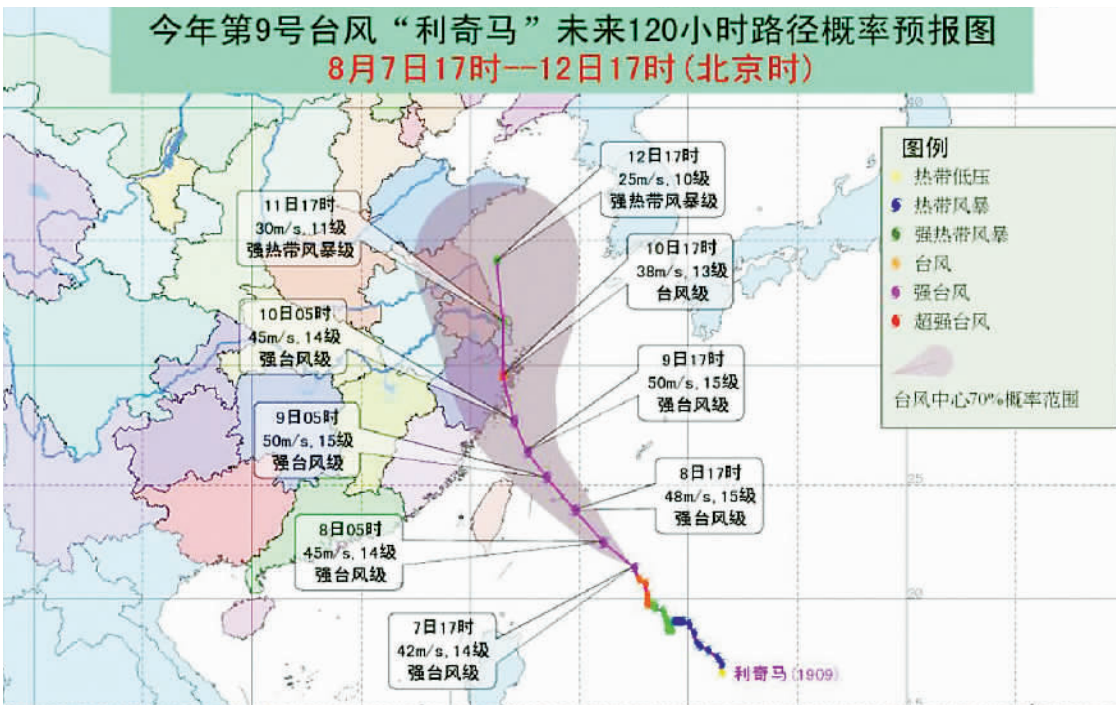 今年第9号台风“利奇马”未来120小时路径概率预报图
8月7日17时--12日17时(北京时)
图例
热带低压
热带风暴
强热带风暴
台风
强台风
超强台风
台风中心70%概率范围
12日17时
25m/s,10级
强热带风暴级
11日17时
30m/s,11级
强热带风暴级
10日17时
38m/s,13级
台风级
10日05时
45m/s,14级
强台风级
9日17时
50m/s,15级
强台风级
9日05时
50m/s,15级
强台风级
8日17时
48m/s,15级
强台风级
8日05时
45m/s,14级
强台风级
7日17时
42m/s,14级
强台风级
利奇马(1909)
40
25
20
15